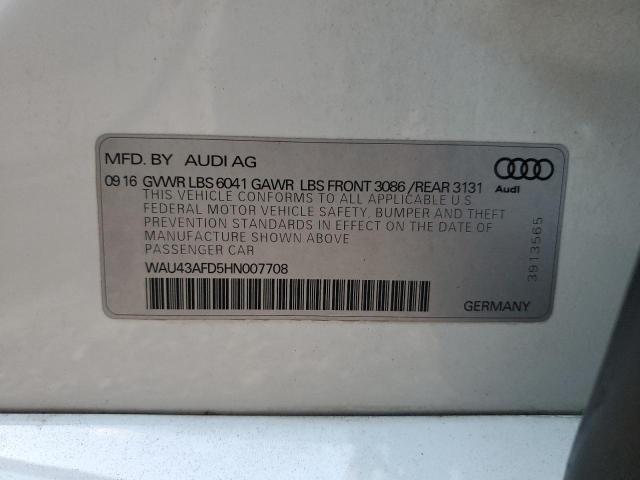 MFD. BY AUDI AG
09 16 GVWR LBS 6041 GAWR LBS FRONT 3086 / REAR 3131
THIS VEHICLE CONFORMS TO ALL APPLICABLE U S
FEDERAL MOTOR VEHICLE SAFETY, BUMPER AND THEFT
PREVENTION STANDARDS IN EFFECT ON THE DATE OF
MANUFACTURE SHOWN ABOVE
PASSENGER CAR
WAU43AFD5HN007708
Audi
3913565
GERMANY